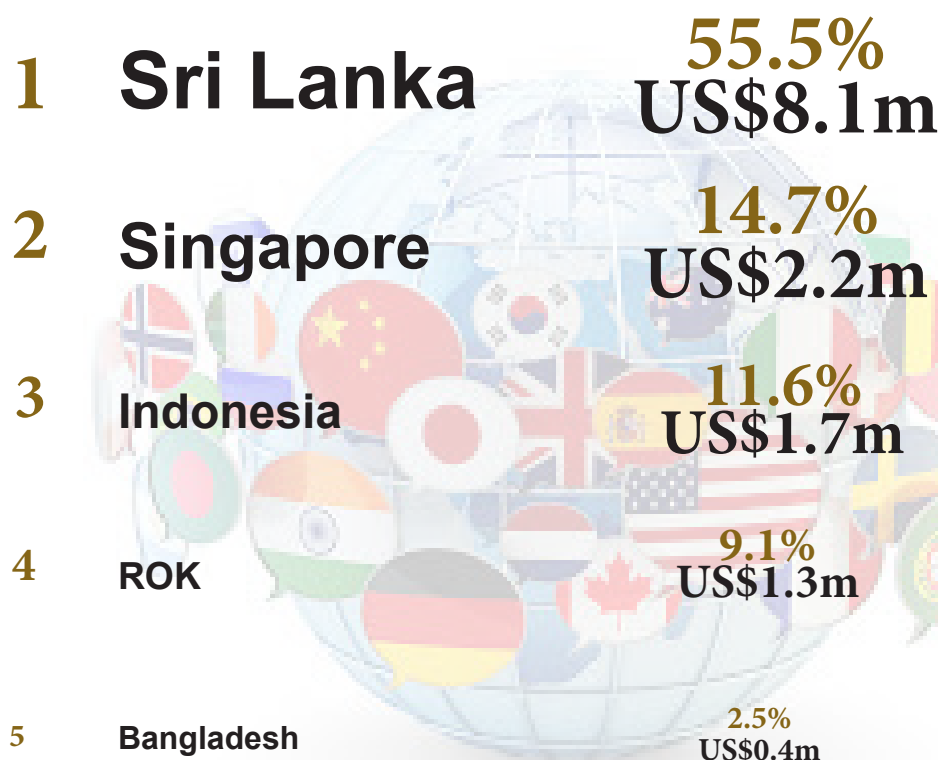 1 Sri Lanka 55.5%
US$8.1m
2 Singapore 14.7%
US$2.2m
3 Indonesia 11.6%
US$1.7m
4 ROK 9.1%
US$1.3m
5 Bangladesh 2.5%
US$0.4m